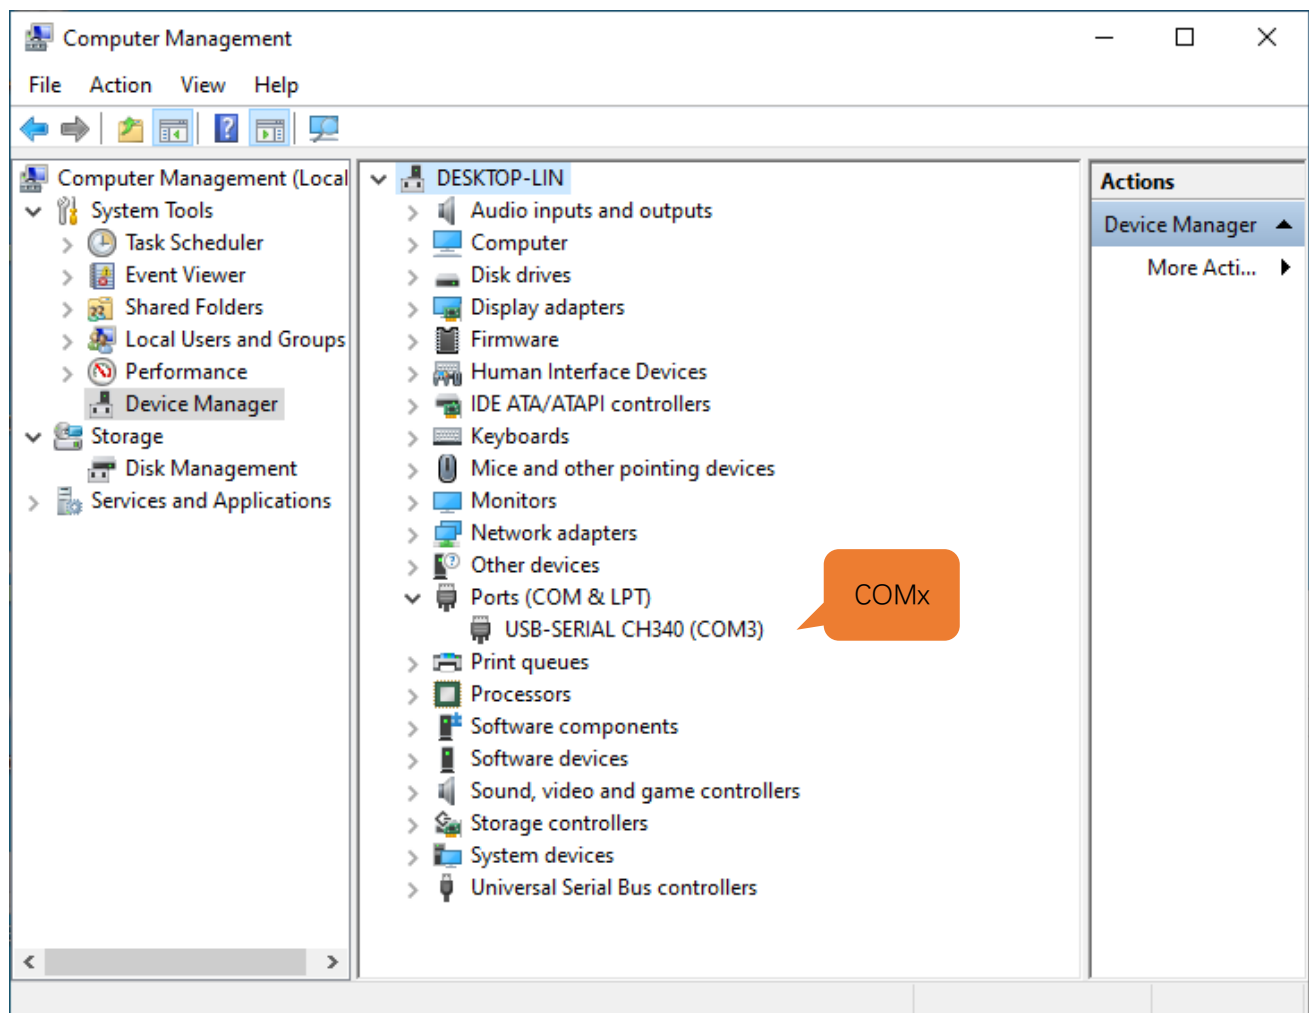 Computer Management
File Action View Help
Computer Management (Local
System Tools
Task Scheduler
Event Viewer
Shared Folders
Local Users and Groups
Performance
Device Manager
Storage
Disk Management
Services and Applications
DESKTOP-LIN
Audio inputs and outputs
Computer
Disk drives
Display adapters
Firmware
Human Interface Devices
IDE ATA/ATAPI controllers
Keyboards
Mice and other pointing devices
Monitors
Network adapters
Other devices
Ports (COM & LPT)
USB-SERIAL CH340 (COM3)
COMx
Print queues
Processors
Software components
Software devices
Sound, video and game controllers
Storage controllers
System devices
Universal Serial Bus controllers
Actions
Device Manager
More Acti...